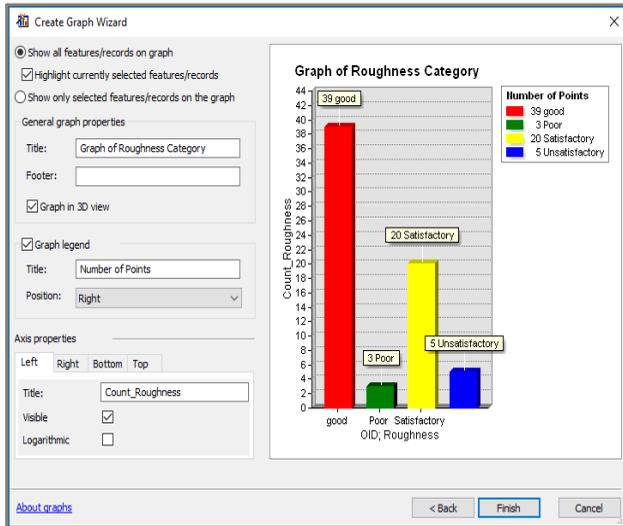 Create Graph Wizard
Show all features/records on graph
Highlight currently selected features/records
Show only selected features/records on the graph
General graph properties
Title: Graph of Roughness Category
Footer:
Graph in 3D view
Graph legend
Title: Number of Points
Position: Right
Axis properties
Left Right Bottom Top
Title: Count_Roughness
Visible
Logarithmic
About graphs
Graph of Roughness Category
44
42
40
38
36
34
32
30
28
26
24
22
20
18
16
14
12
10
8
6
4
2
0
Count_Roughness
39 good
3 Poor
20 Satisfactory
5 Unsatisfactory
good Poor Satisfactory
OID; Roughness
Number of Points
39 good
3 Poor
20 Satisfactory
5 Unsatisfactory
< Back Finish Cancel